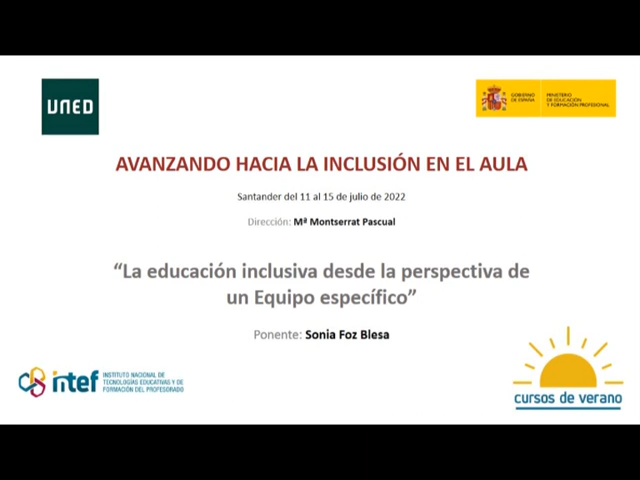 UNED
GOBIERNO
DE ESPAÑA
MINISTERIO
DE EDUCACIÓN
Y FORMACIÓN PROFESIONAL
AVANZANDO HACIA LA INCLUSIÓN EN EL AULA
Santander del 11 al 15 de julio de 2022
Dirección: Mª Montserrat Pascual
“La educación inclusiva desde la perspectiva de
un Equipo específico”
Ponente: Sonia Foz Blesa
intef
INSTITUTO NACIONAL DE
TECNOLOGÍAS EDUCATIVAS Y DE
FORMACIÓN DEL PROFESORADO
cursos de verano